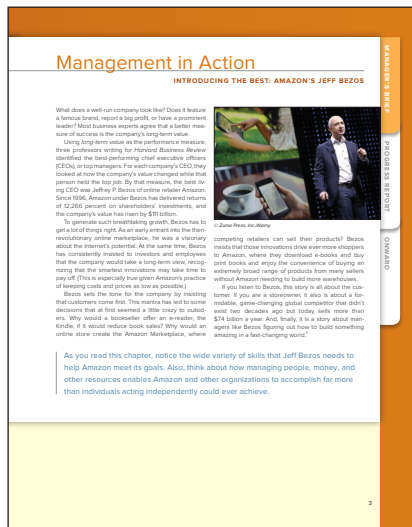 Management in Action
INTRODUCING THE BEST: AMAZON'S JEFF BEZOS
What does a well-run company look like? Does it feature
a famous brand, report a big profit, or have a prominent
leader? Most business experts agree that a better mea-
sure of success is the company's long-term value.
Using long-term value as the performance measure,
three professors writing for Harvard Business Review
identified the best-performing chief executive officers
(CEOs), or top managers. For each company's CEO, they
looked at how the company's value changed while that
person held the top job. By that measure, the best liv-
ing CEO was Jeffrey P. Bezos of online retailer Amazon.
Since 1996, Amazon under Bezos has delivered returns
of 12,266 percent on shareholders' investments, and
the company's value has risen by $111 billion.
To generate such breathtaking growth, Bezos has to
get a lot of things right. As an early entrant into the then-
revolutionary online marketplace, he was a visionary
about the Internet's potential. At the same time, Bezos
has consistently insisted to investors and employees
that the company would take a long-term view, recog-
nizing that the smartest innovations may take time to
pay off. (This is especially true given Amazon's practice
of keeping costs and prices as low as possible.)
Bezos sets the tone for the company by insisting
that customers come first. This mantra has led to some
decisions that at first seemed a little crazy to outsid-
ers. Why would a bookseller offer an e-reader, the
Kindle, if it would reduce book sales? Why would an
online store create the Amazon Marketplace, where
© Zuma Press, Inc./Alamy
competing retailers can sell their products? Bezos
insists that those innovations drive ever more shoppers
to Amazon, where they download e-books and buy
print books and enjoy the convenience of buying an
extremely broad range of products from many sellers
without Amazon needing to build more warehouses.
If you listen to Bezos, this story is all about the cus-
tomer. If you are a storeowner, it also is about a for-
midable, game-changing global competitor that didn't
exist two decades ago but today sells more than
$74 billion a year. And, finally, it is a story about man-
agers like Bezos figuring out how to build something
amazing in a fast-changing world.1
As you read this chapter, notice the wide variety of skills that Jeff Bezos needs to
help Amazon meet its goals. Also, think about how managing people, money, and
other resources enables Amazon and other organizations to accomplish far more
than individuals acting independently could ever achieve.
MANAGER'S BRIEF
PROGRESS REPORT
ONWARD
3